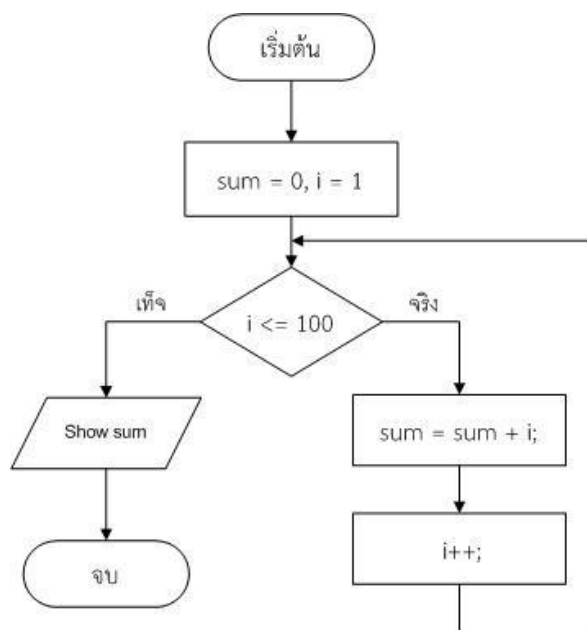 เริ่มต้น
sum = 0, i = 1
i <= 100
เท็จ
จริง
Show sum
sum = sum + i;
i++;
จบ